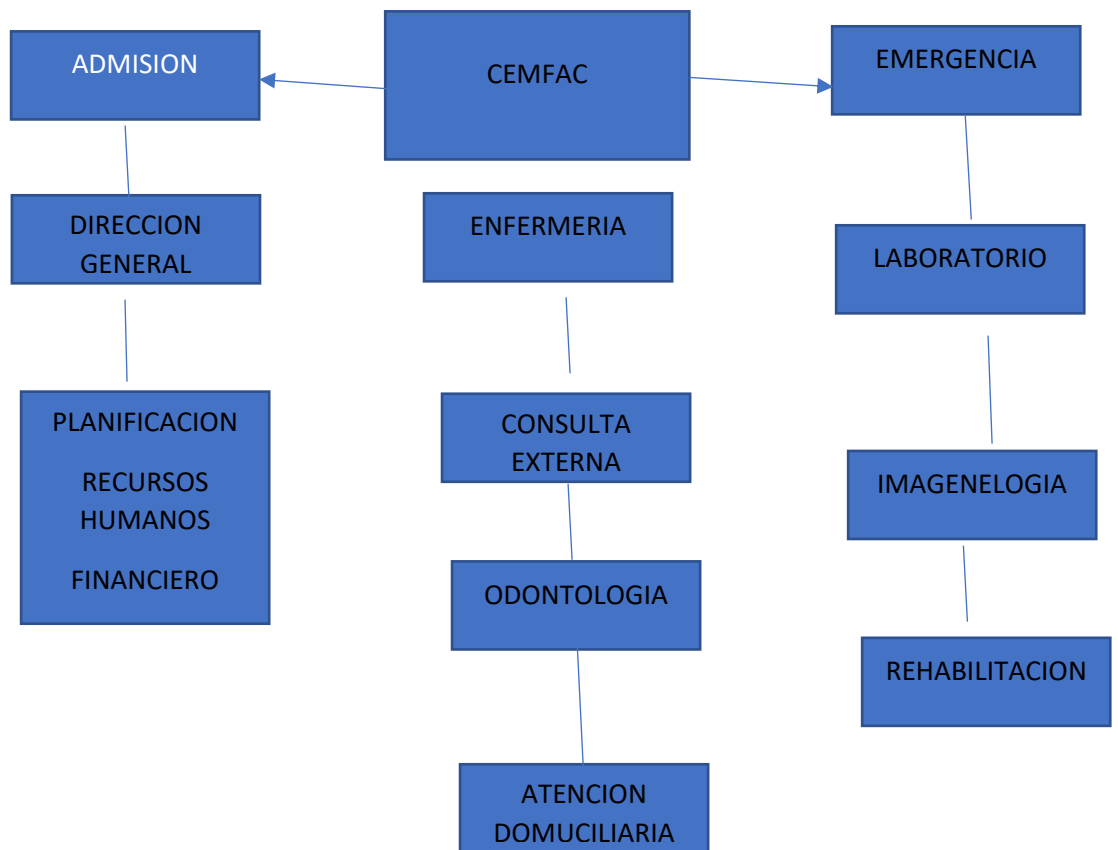 ADMISION
CEMFAC
EMERGENCIA
DIRECCION
GENERAL
ENFERMERIA
LABORATORIO
PLANIFICACION
RECURSOS
HUMANOS
FINANCIERO
CONSULTA
EXTERNA
IMAGENELOGIA
ODONTOLOGIA
REHABILITACION
ATENCION
DOMUCILIARIA